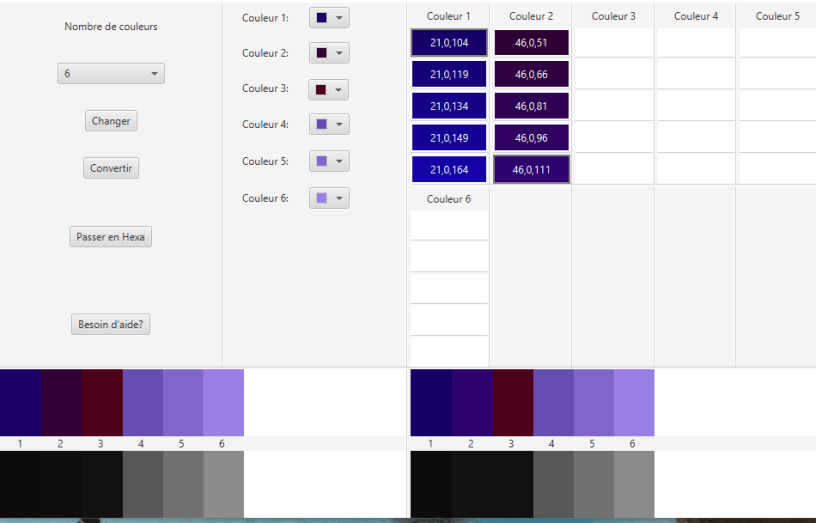 Nombre de couleurs
6
Changer
Convertir
Passer en Hexa
Besoin d'aide?
Couleur 1:
Couleur 2:
Couleur 3:
Couleur 4:
Couleur 5:
Couleur 6:
Couleur 1 Couleur 2 Couleur 3 Couleur 4 Couleur 5
21,0,104 46,0,51
21,0,119 46,0,66
21,0,134 46,0,81
21,0,149 46,0,96
21,0,164 46,0,111
Couleur 6
1 2 3 4 5 6
1 2 3 4 5 6